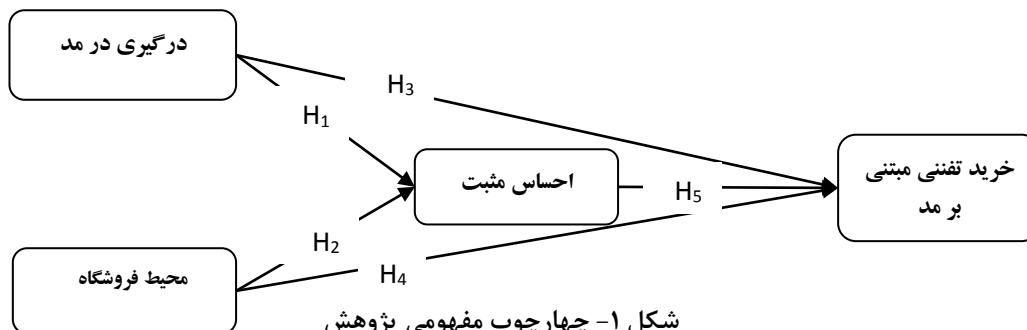 درگیری در مد
H3
H1
احساس مثبت
خرید تفننی مبتنی
بر مد
H5
H2
محیط فروشگاه
H4
شکل ۱- چهارچوب مفهومی پژوهش